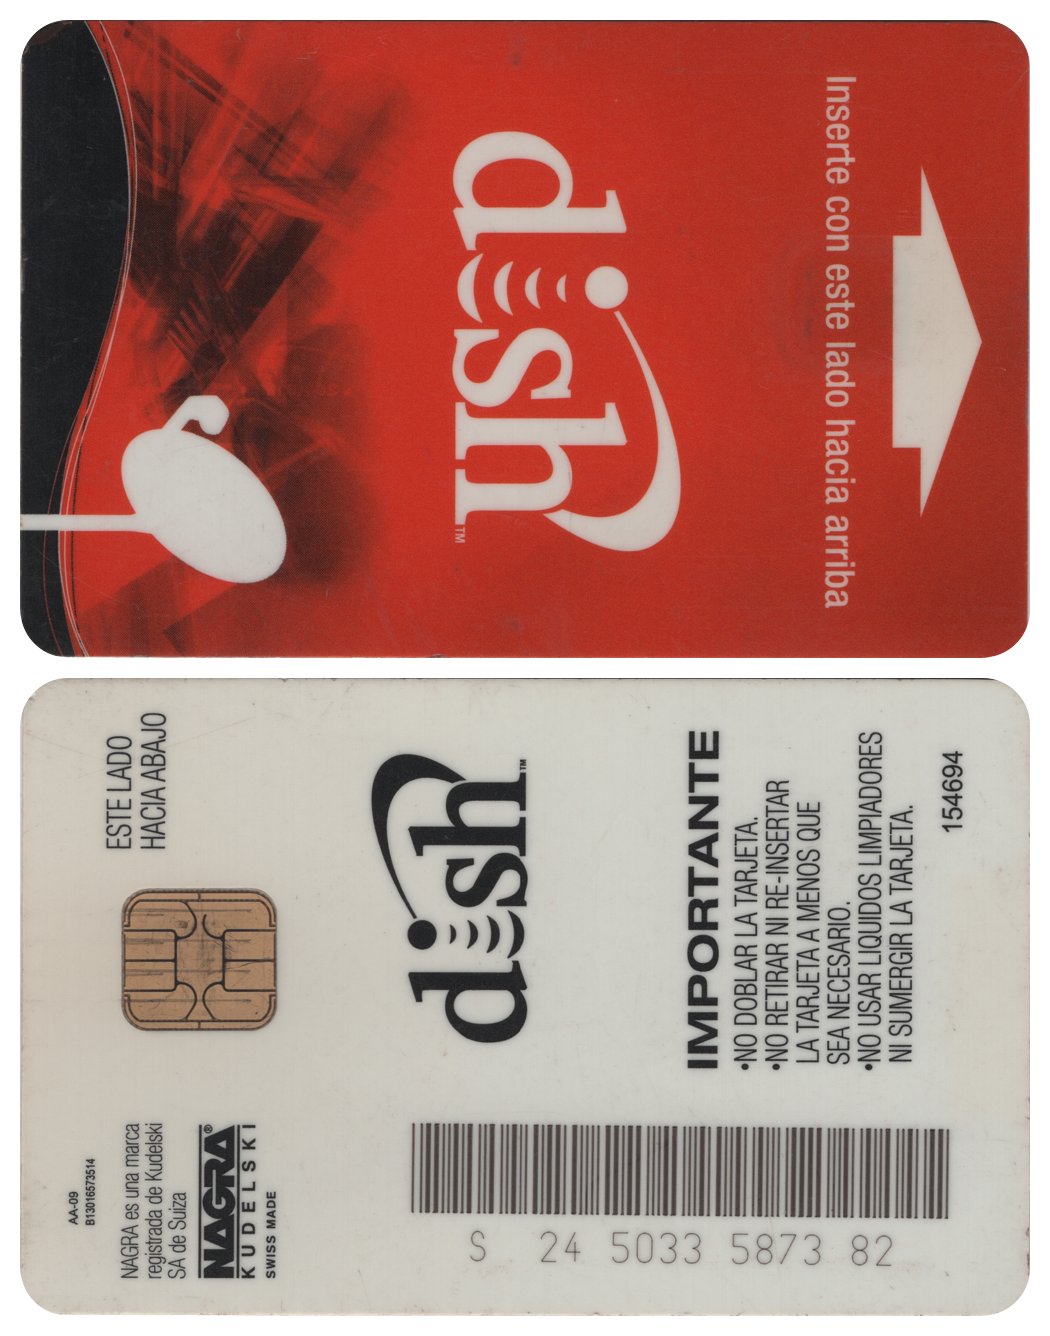 Inserte con este lado hacia arriba
dish™
ESTE LADO
HACIA ABAJO
dish™
IMPORTANTE
•NO DOBLAR LA TARJETA.
•NO RETIRAR NI RE-INSERTAR
LA TARJETA A MENOS QUE
SEA NECESARIO.
•NO USAR LIQUIDOS LIMPIADORES
NI SUMERGIR LA TARJETA.
154694
AA-09
B13016573514
NAGRA es una marca
registrada de Kudelski
SA de Suiza
NAGRA®
KUDELSKI
SWISS MADE
S 24 5033 5873 82